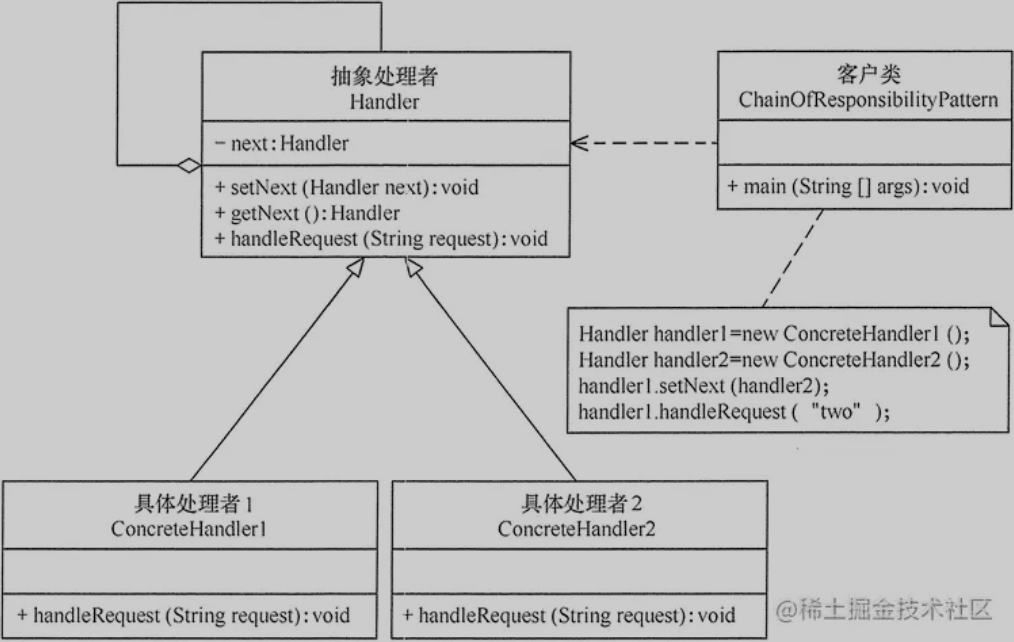 抽象处理者
Handler
- next:Handler
+ setNext (Handler next):void
+ getNext ():Handler
+ handleRequest (String request):void
客户类
ChainOfResponsibilityPattern
+ main (String [] args):void
Handler handler1=new ConcreteHandler1 ();
Handler handler2=new ConcreteHandler2 ();
handler1.setNext (handler2);
handler1.handleRequest ( "two" );
具体处理者1
ConcreteHandler1
+ handleRequest (String request):void
具体处理者2
ConcreteHandler2
+ handleRequest (String request):void
@稀土掘金技术社区